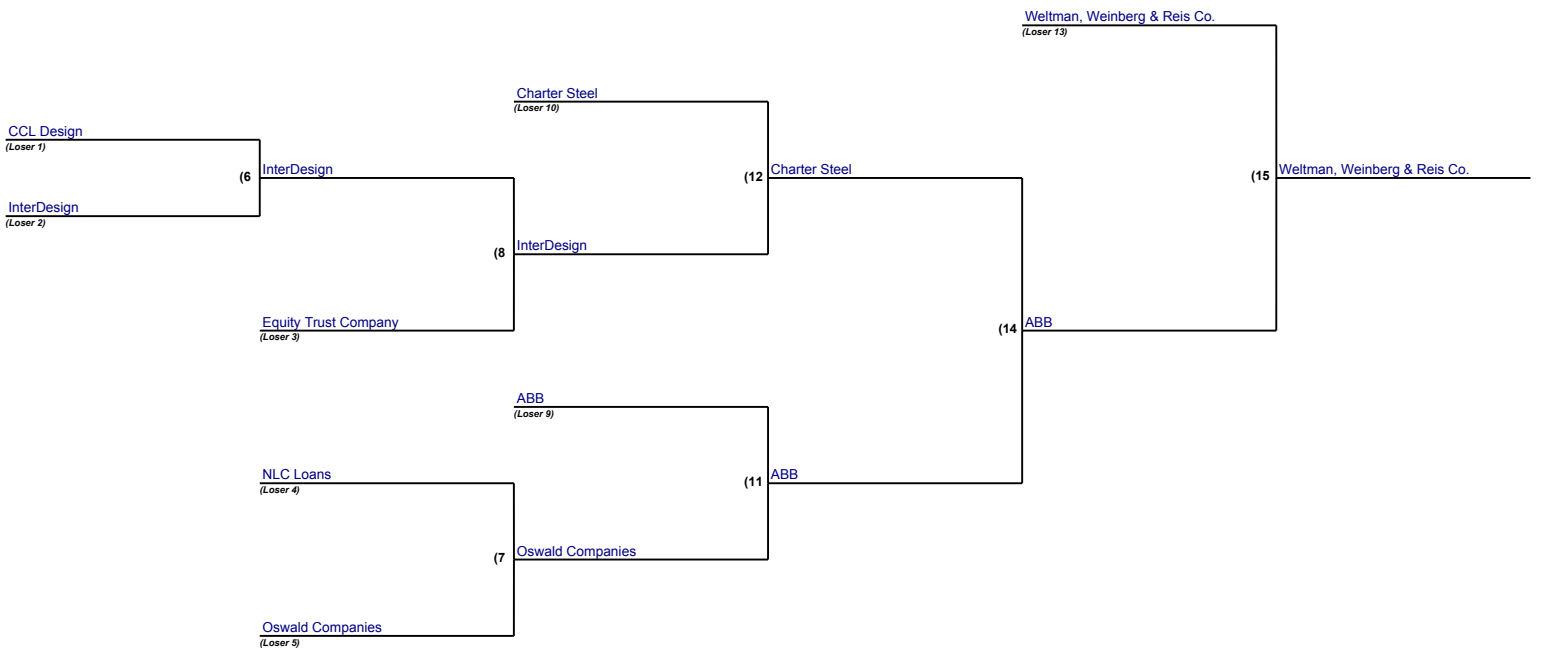 Weltman, Weinberg & Reis Co.
(Loser 13)
Charter Steel
(Loser 10)
CCL Design
(Loser 1)
(6
InterDesign
(12
Charter Steel
(15
Weltman, Weinberg & Reis Co.
InterDesign
(Loser 2)
(8
InterDesign
Equity Trust Company
(Loser 3)
(14
ABB
ABB
(Loser 9)
NLC Loans
(Loser 4)
(11
ABB
(7
Oswald Companies
Oswald Companies
(Loser 5)